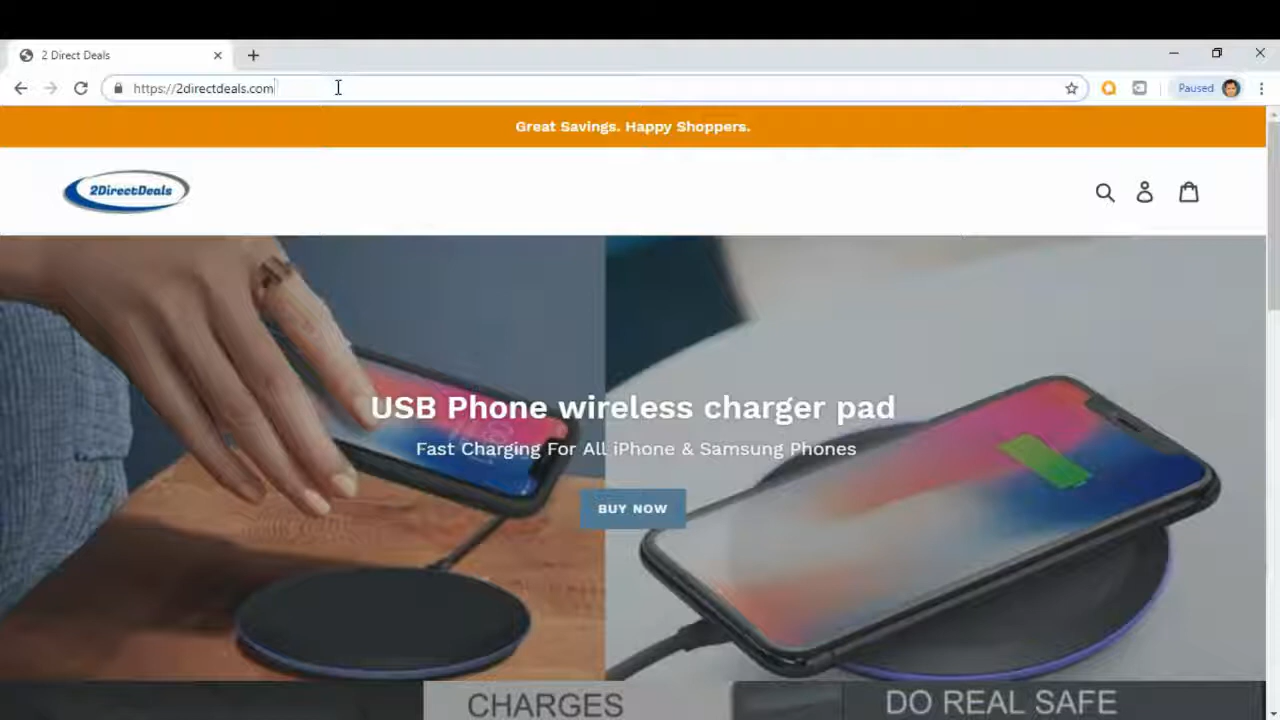 2 Direct Deals
https://2directdeals.com
Paused
Great Savings. Happy Shoppers.
2DirectDeals
USB Phone wireless charger pad
Fast Charging For All iPhone & Samsung Phones
BUY NOW
CHARGES
DO REAL SAFE